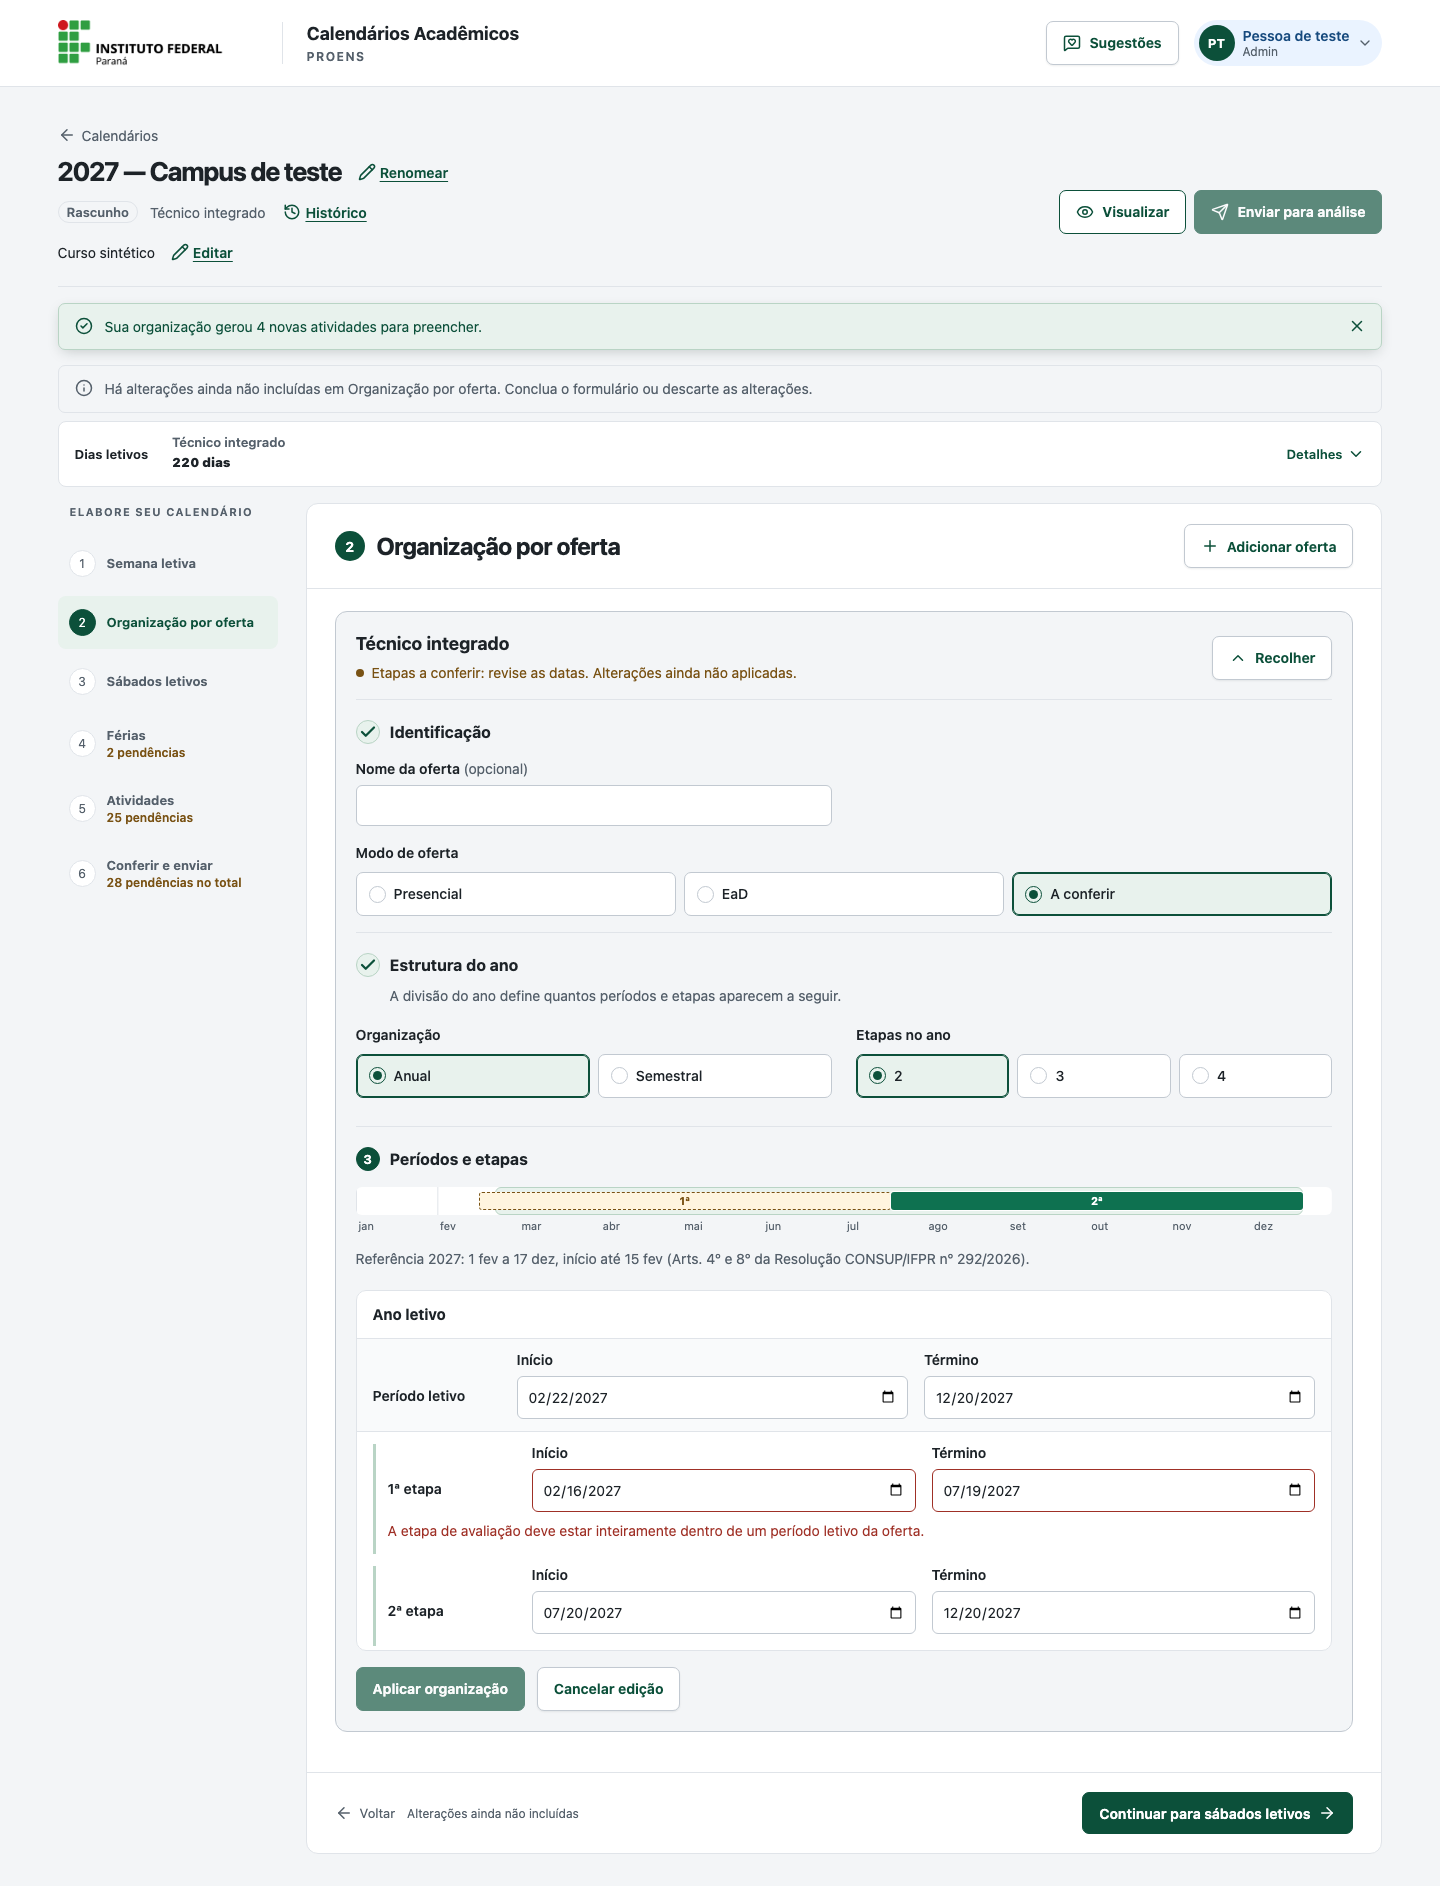 INSTITUTO FEDERAL
Paraná
Calendários Acadêmicos
PROENS
Sugestões
PT
Pessoa de teste
Admin
Calendários
2027 — Campus de teste
Renomear
Rascunho
Técnico integrado
Histórico
Visualizar
Enviar para análise
Curso sintético
Editar
Sua organização gerou 4 novas atividades para preencher.
Há alterações ainda não incluídas em Organização por oferta. Conclua o formulário ou descarte as alterações.
Dias letivos
Técnico integrado
220 dias
Detalhes
ELABORE SEU CALENDÁRIO
1 Semana letiva
2 Organização por oferta
3 Sábados letivos
4 Férias
2 pendências
5 Atividades
25 pendências
6 Conferir e enviar
28 pendências no total
2 Organização por oferta
Adicionar oferta
Técnico integrado
Etapas a conferir: revise as datas. Alterações ainda não aplicadas.
Recolher
Identificação
Nome da oferta (opcional)
Modo de oferta
Presencial
EaD
A conferir
Estrutura do ano
A divisão do ano define quantos períodos e etapas aparecem a seguir.
Organização
Anual
Semestral
Etapas no ano
2
3
4
3 Períodos e etapas
1ª
2ª
jan fev mar abr mai jun jul ago set out nov dez
Referência 2027: 1 fev a 17 dez, início até 15 fev (Arts. 4º e 8º da Resolução CONSUP/IFPR nº 292/2026).
Ano letivo
Início
Término
Período letivo
02/22/2027
12/20/2027
Início
Término
1ª etapa
02/16/2027
07/19/2027
A etapa de avaliação deve estar inteiramente dentro de um período letivo da oferta.
Início
Término
2ª etapa
07/20/2027
12/20/2027
Aplicar organização
Cancelar edição
Voltar
Alterações ainda não incluídas
Continuar para sábados letivos